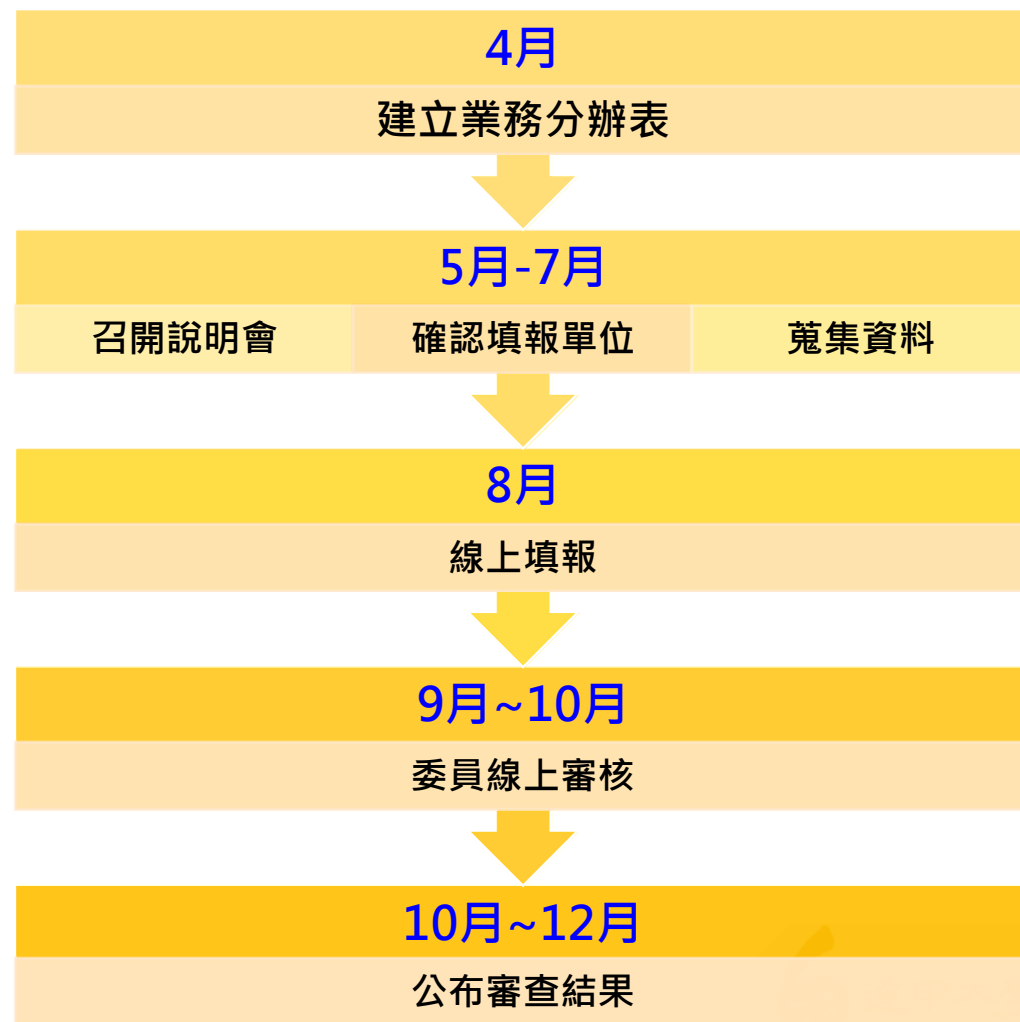 4月
建立業務分辦表
5月-7月
召開說明會 確認填報單位 蒐集資料
8月
線上填報
9月~10月
委員線上審核
10月~12月
公布審查結果